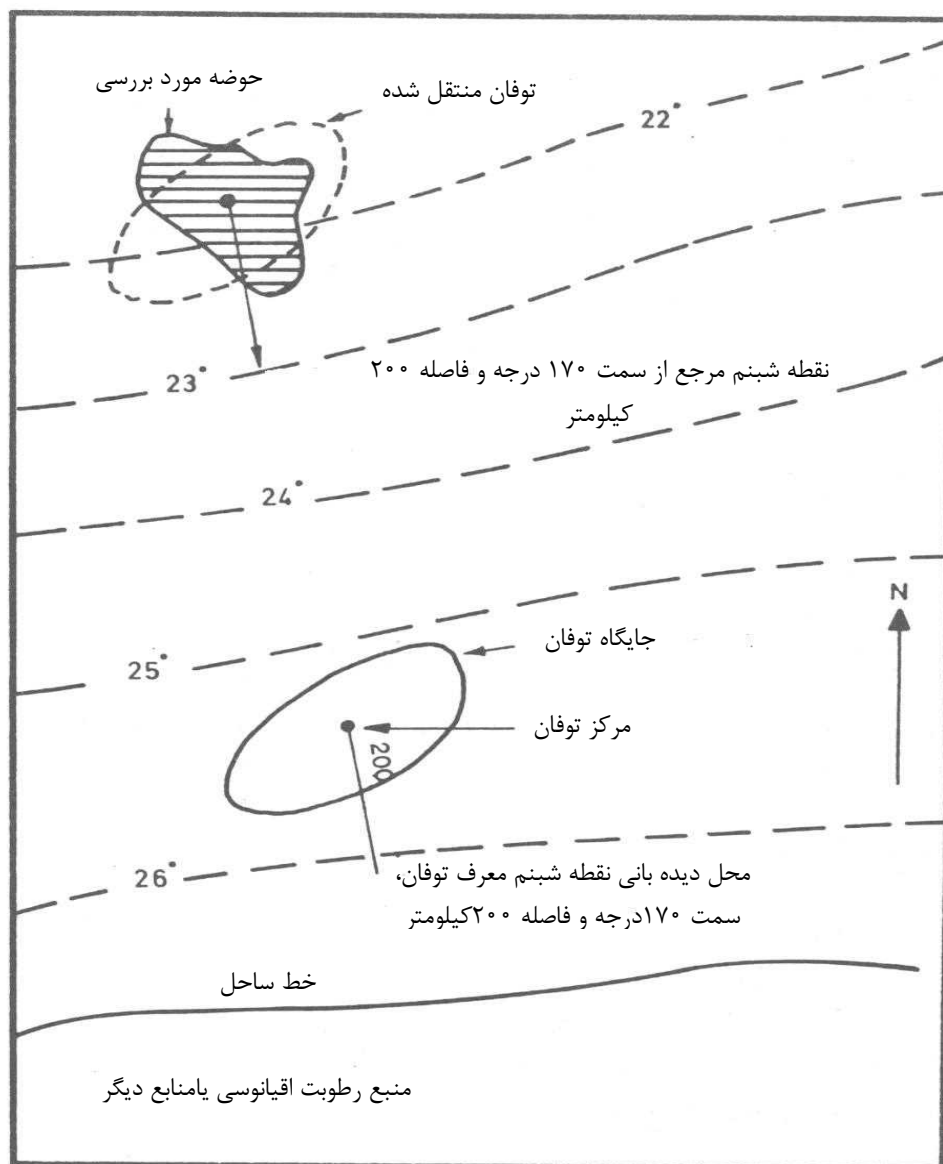 حوضه مورد بررسی
توفان منتقل شده
22°
23°
نقطه شبنم مرجع از سمت ۱۷۰ درجه و فاصله ۲۰۰
کیلومتر
24°
N
25°
جایگاه توفان
مرکز توفان
200
26°
محل دیده بانی نقطه شبنم معرف توفان،
سمت ۱۷۰درجه و فاصله ۲۰۰کیلومتر
خط ساحل
منبع رطوبت اقیانوسی یامنابع دیگر